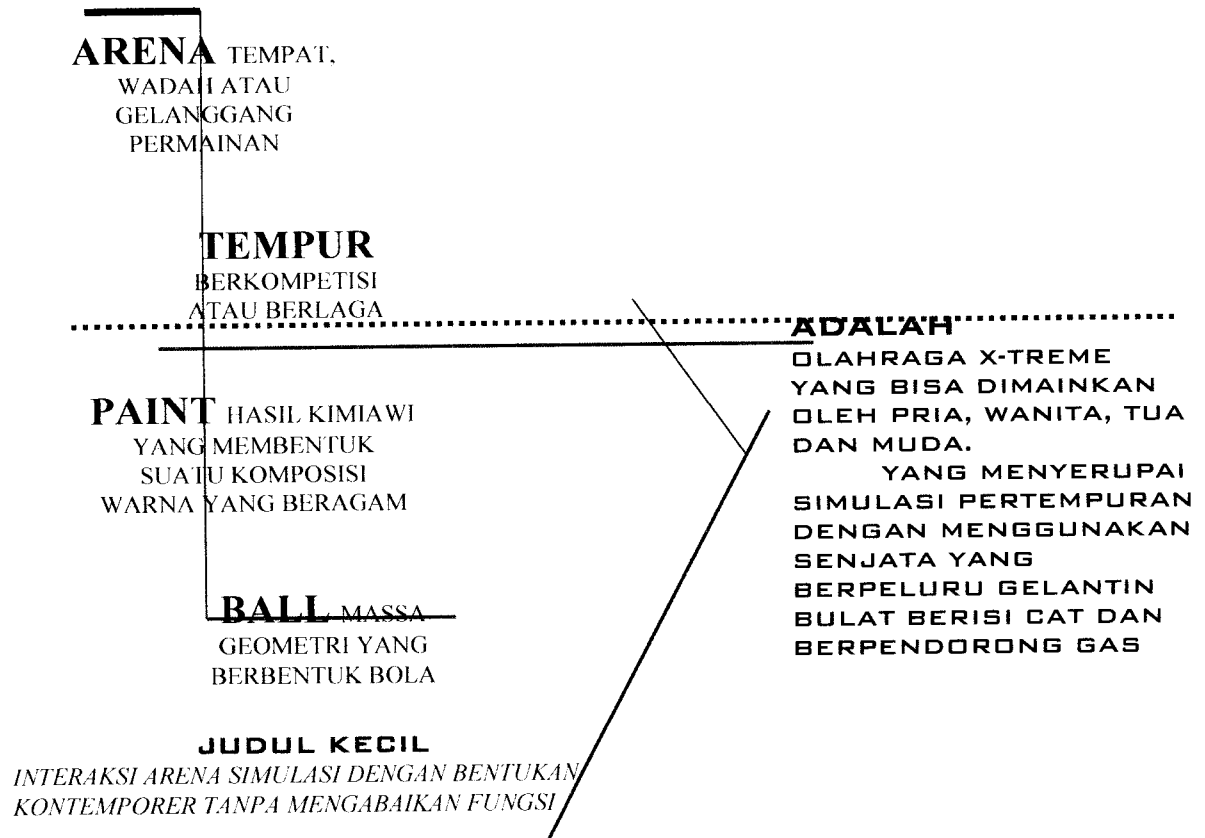 ARENA TEMPAT,
WADAH ATAU
GELANGGANG
PERMAINAN
TEMPUR
BERKOMPETISI
ATAU BERLAGA
PAINT HASIL KIMIAWI
YANG MEMBENTUK
SUATU KOMPOSISI
WARNA YANG BERAGAM
BALL MASSA
GEOMETRI YANG
BERBENTUK BOLA
JUDUL KECIL
INTERAKSI ARENA SIMULASI DENGAN BENTUKAN
KONTEMPORER TANPA MENGABAIKAN FUNGSI
ADALAH
OLAHRAGA X-TREME
YANG BISA DIMAINKAN
OLEH PRIA, WANITA, TUA
DAN MUDA.
YANG MENYERUPAI
SIMULASI PERTEMPURAN
DENGAN MENGGUNAKAN
SENJATA YANG
BERPELURU GELANTIN
BULAT BERISI CAT DAN
BERPENDORONG GAS